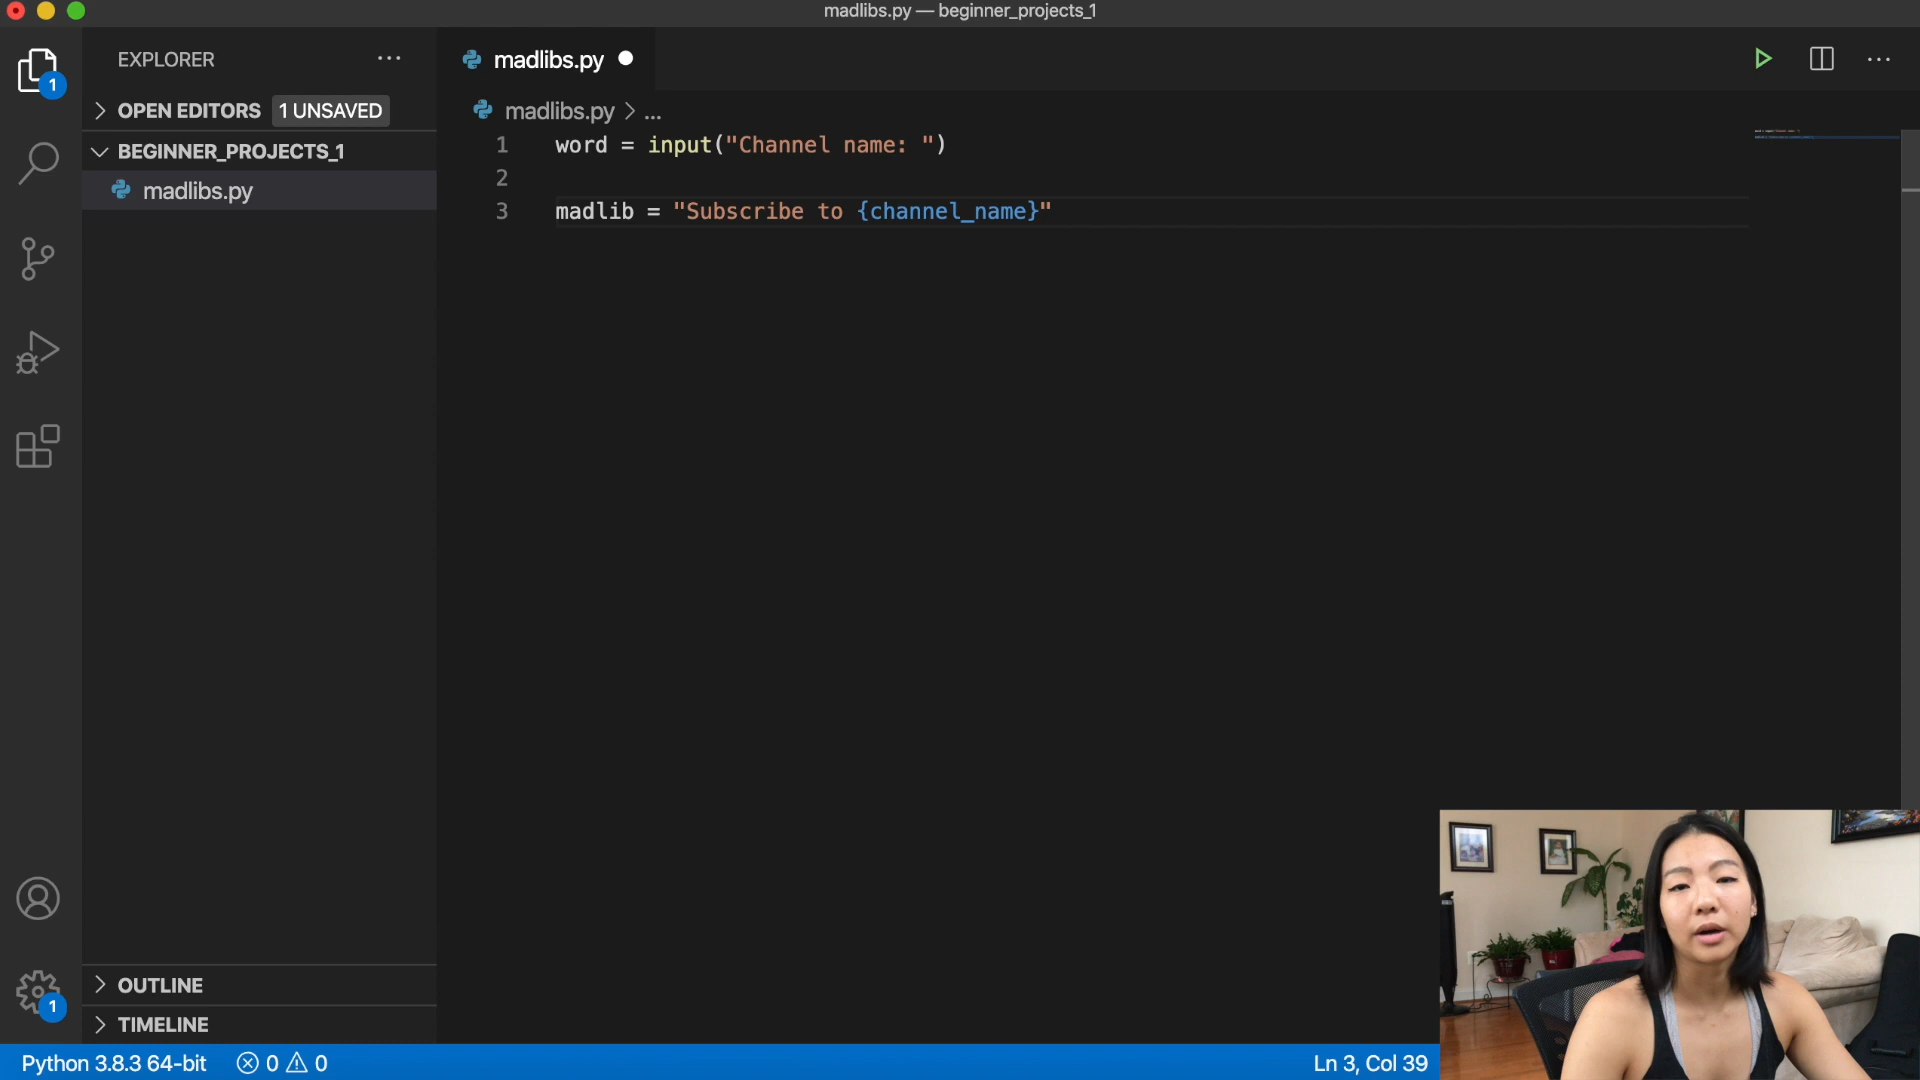 madlibs.py — beginner_projects_1
EXPLORER
madlibs.py
1
OPEN EDITORS 1 UNSAVED
madlibs.py > ...
BEGINNER_PROJECTS_1
madlibs.py
1 word = input("Channel name: ")
2
3 madlib = "Subscribe to {channel_name}"
OUTLINE
1
TIMELINE
Python 3.8.3 64-bit 0 0 Ln 3, Col 39